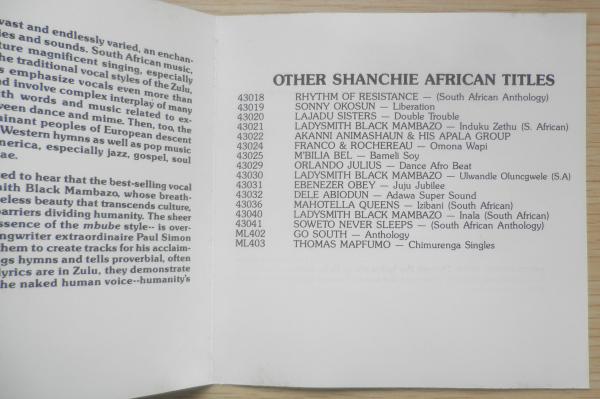 vast and endlessly varied, an enchan-
les and sounds. South African music,
ture magnificent singing, especially
the traditional vocal styles of the Zulu,
s emphasize vocals even more than
d involve complex interplay of many
th words and music related to ex-
ween dance and mime. Then, too, the
minant peoples of European descent
Western hymns as well as pop music
merica, especially jazz, gospel, soul
ae.
ed to hear that the best-selling vocal
mith Black Mambazo, whose breath-
eless beauty that transcends culture,
barriers dividing humanity. The sheer
essence of the mbube style-- is over-
ngwriter extraordinaire Paul Simon
them to create tracks for his acclaim-
gs hymns and tells proverbial, often
lyrics are in Zulu, they demonstrate
he naked human voice--humanity's
OTHER SHANCHIE AFRICAN TITLES
43018 RHYTHM OF RESISTANCE — (South African Anthology)
43019 SONNY OKOSUN — Liberation
43020 LAJADU SISTERS — Double Trouble
43021 LADYSMITH BLACK MAMBAZO — Induku Zethu (S. African)
43022 AKANNI ANIMASHAUN & HIS APALA GROUP
43024 FRANCO & ROCHEREAU — Omona Wapi
43025 M'BILIA BEL — Bameli Soy
43029 ORLANDO JULIUS — Dance Afro Beat
43030 LADYSMITH BLACK MAMBAZO — Ulwandle Oluncgwele (S.A)
43031 EBENEZER OBEY — Juju Jubilee
43032 DELE ABIODUN — Adawa Super Sound
43036 MAHOTELLA QUEENS — Izibani (South African)
43040 LADYSMITH BLACK MAMBAZO — Inala (South African)
43041 SOWETO NEVER SLEEPS — (South African Anthology)
ML402 GO SOUTH — Anthology
ML403 THOMAS MAPFUMO — Chimurenga Singles